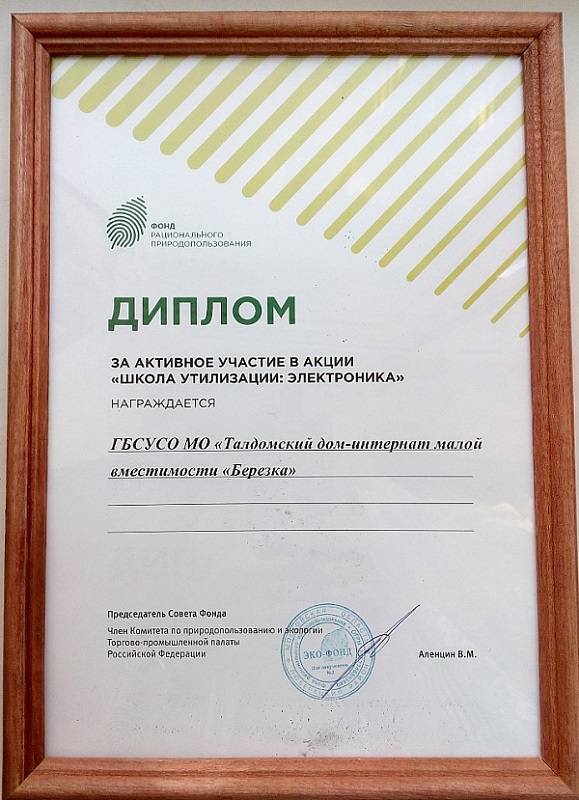 ФОНД
РАЦИОНАЛЬНОГО
ПРИРОДОПОЛЬЗОВАНИЯ
ДИПЛОМ
ЗА АКТИВНОЕ УЧАСТИЕ В АКЦИИ
«ШКОЛА УТИЛИЗАЦИИ: ЭЛЕКТРОНИКА»
НАГРАЖДАЕТСЯ
ГБСУСО МО «Талдомский дом-интернат малой
вместимости «Березка»
Председатель Совета Фонда
Член Комитета по природопользованию и экологии
Торгово-промышленной палаты
Российской Федерации
ЭКО-ФОНД
Аленцин В.М.